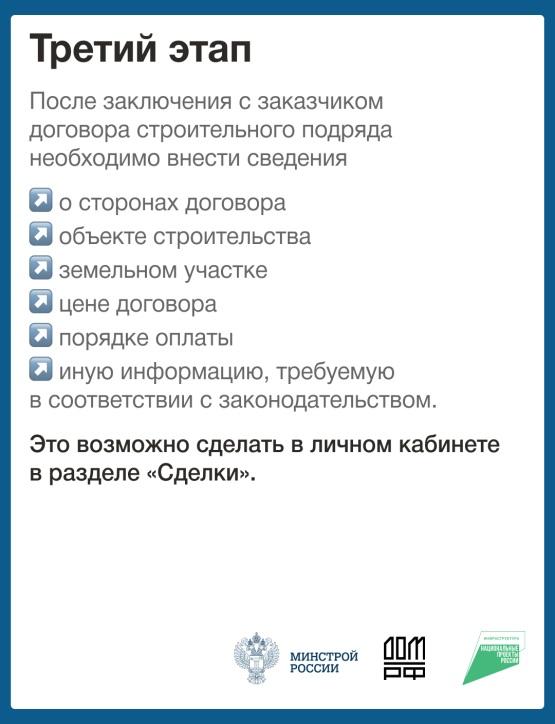 Третий этап
После заключения с заказчиком
договора строительного подряда
необходимо внести сведения
о сторонах договора
объекте строительства
земельном участке
цене договора
порядке оплаты
иную информацию, требуемую
в соответствии с законодательством.
Это возможно сделать в личном кабинете
в разделе «Сделки».
МИНСТРОЙ
РОССИИ
ДОМ
РФ
ИНФРАСТРУКТУРА
НАЦИОНАЛЬНЫЕ
ПРОЕКТЫ
РОССИИ